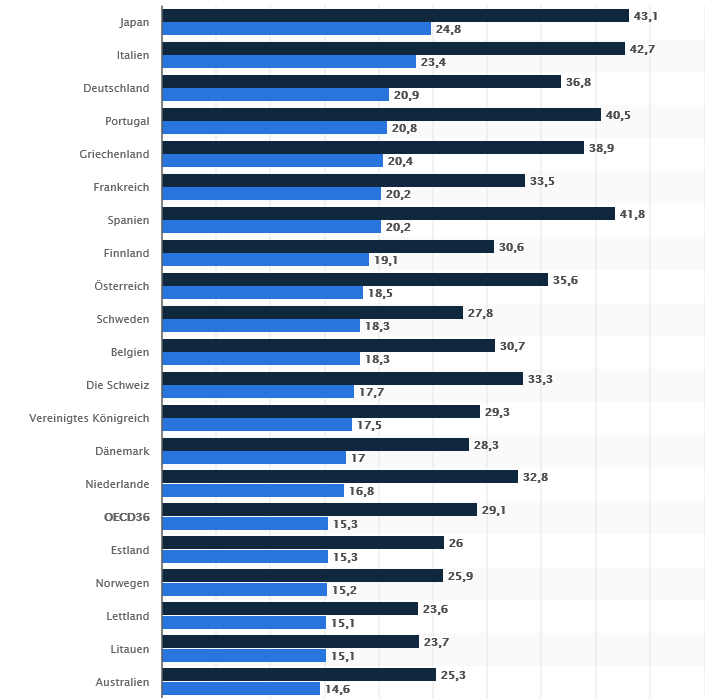 Japan
43,1
24,8
Italien
42,7
23,4
Deutschland
36,8
20,9
Portugal
40,5
20,8
Griechenland
38,9
20,4
Frankreich
33,5
20,2
Spanien
41,8
20,2
Finnland
30,6
19,1
Österreich
35,6
18,5
Schweden
27,8
18,3
Belgien
30,7
18,3
Die Schweiz
33,3
17,7
Vereinigtes Königreich
29,3
17,5
Dänemark
28,3
17
Niederlande
32,8
16,8
OECD36
29,1
15,3
Estland
26
15,3
Norwegen
25,9
15,2
Lettland
23,6
15,1
Litauen
23,7
15,1
Australien
25,3
14,6